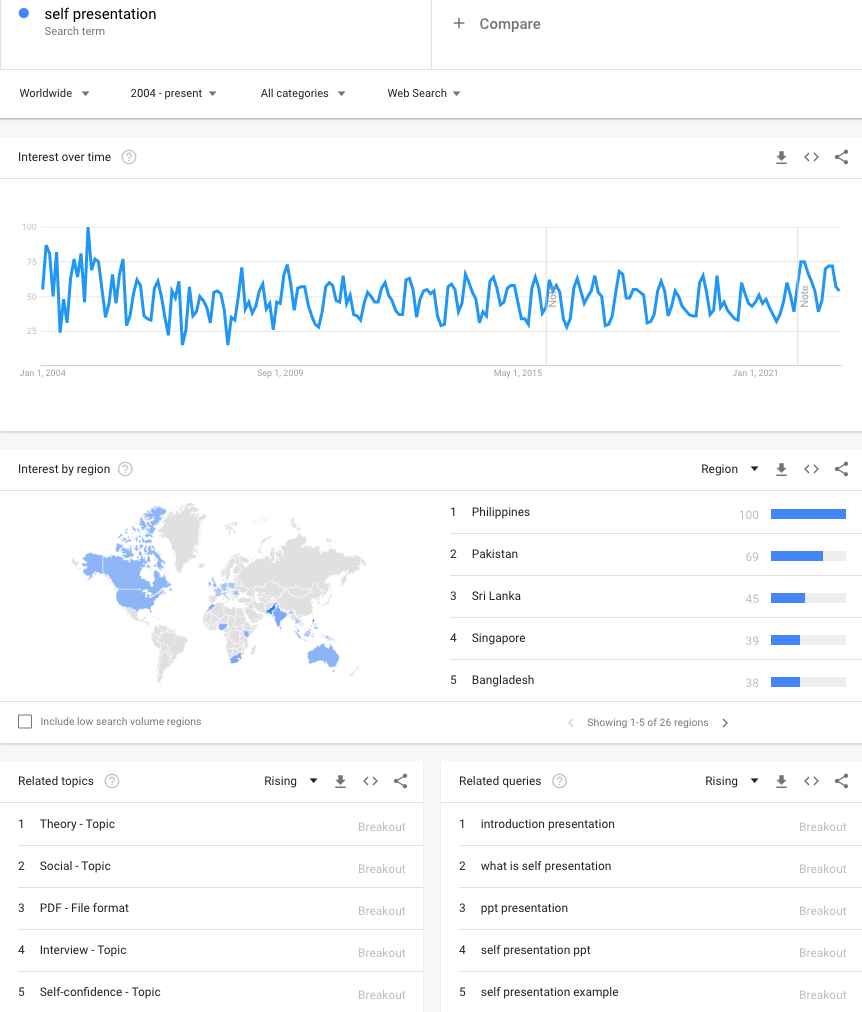 self presentation
Search term
+ Compare
Worldwide
2004 - present
All categories
Web Search
Interest over time ?
100
75
50
25
Note
Note
Jan 1, 2004
Sep 1, 2009
May 1, 2015
Jan 1, 2021
Interest by region ?
Region
1 Philippines 100
2 Pakistan 69
3 Sri Lanka 45
4 Singapore 39
5 Bangladesh 38
Include low search volume regions
Showing 1-5 of 26 regions
Related topics ?
Rising
1 Theory - Topic Breakout
2 Social - Topic Breakout
3 PDF - File format Breakout
4 Interview - Topic Breakout
5 Self-confidence - Topic Breakout
Related queries ?
Rising
1 introduction presentation Breakout
2 what is self presentation Breakout
3 ppt presentation Breakout
4 self presentation ppt Breakout
5 self presentation example Breakout